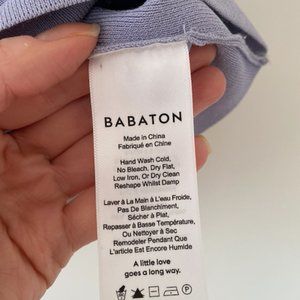 BABATON
Made in China
Fabriqué en Chine
Hand Wash Cold,
No Bleach, Dry Flat,
Low Iron, Or Dry Clean
Reshape Whilst Damp
Laver à La Main à L'eau Froide,
Pas De Blanchiment,
Sécher à Plat,
Repasser à Basse Température,
Ou Nettoyer à Sec
Remodeler Pendant Que
L'article Est Encore Humide
A little love
goes a long way.